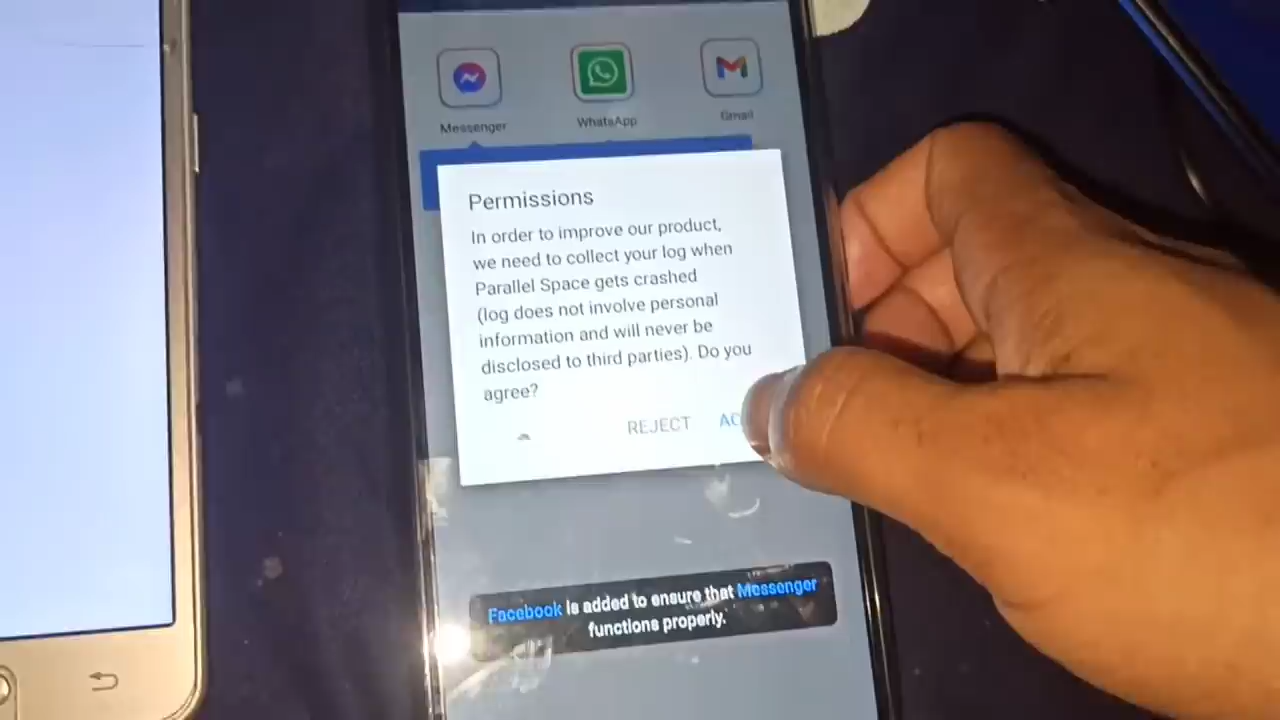 Messenger
WhatsApp
Gmail
Permissions
In order to improve our product,
we need to collect your log when
Parallel Space gets crashed
(log does not involve personal
information and will never be
disclosed to third parties). Do you
agree?
REJECT
Facebook is added to ensure that Messenger
functions properly.